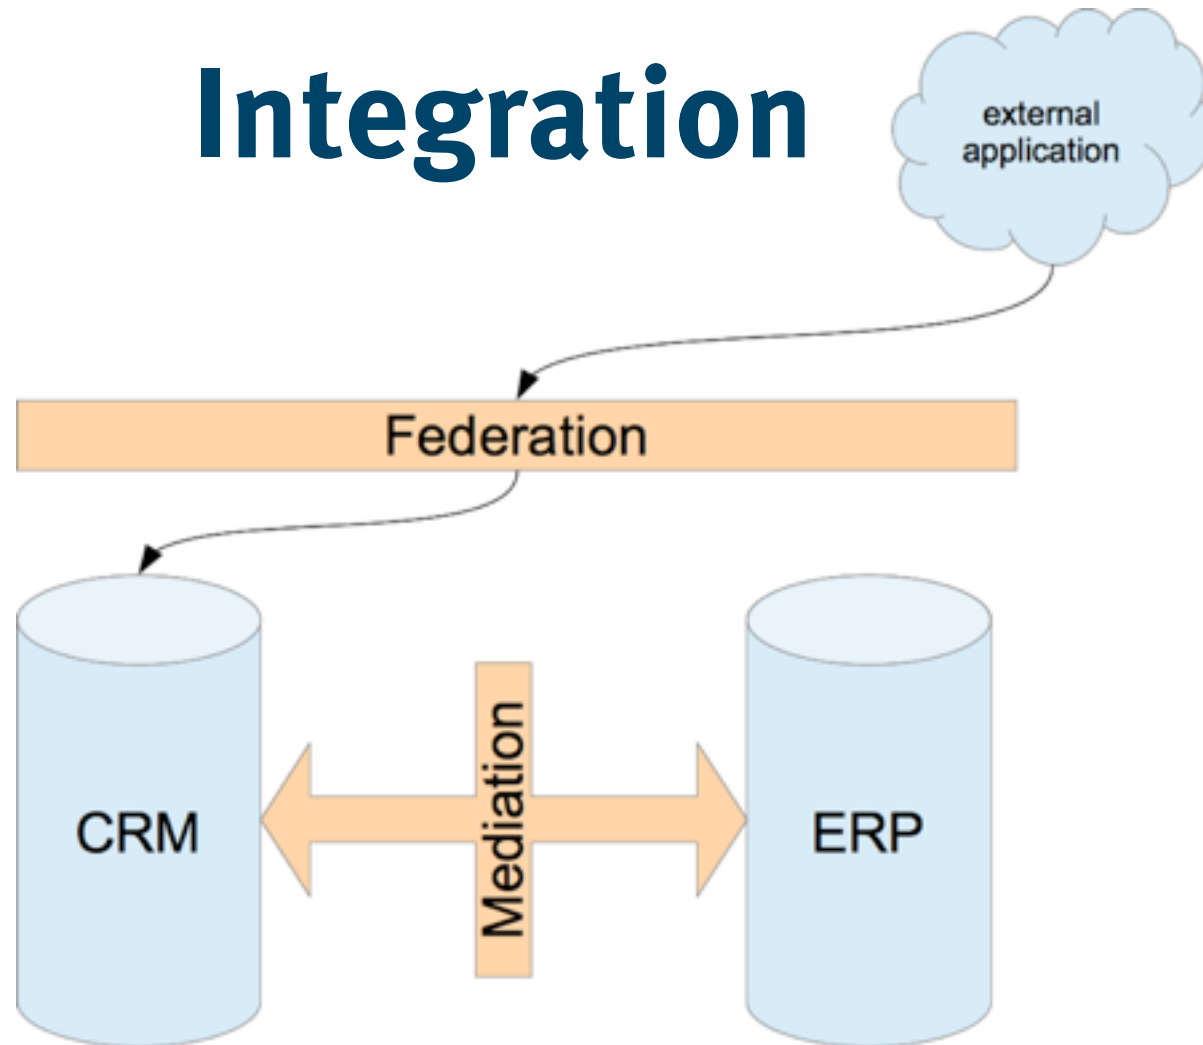 Integration
external
application
Federation
CRM
Mediation
ERP